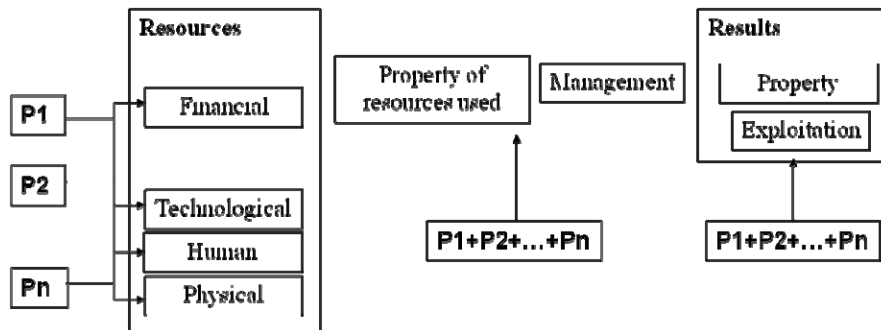 Resources
P1
P2
Pn
Financial
Technological
Human
Physical
Property of
resources used
Management
P1+P2+...+Pn
Results
Property
Exploitation
P1+P2+...+Pn